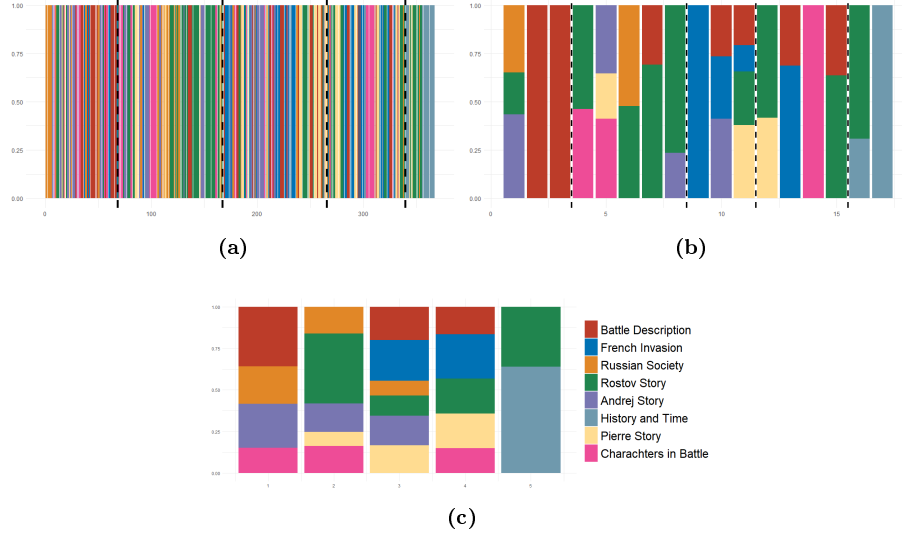 1.00
0.75
0.50
0.25
0.00
0 100 200 300
(a)
1.00
0.75
0.50
0.25
0.00
0 5 10 15
(b)
1.00
0.75
0.50
0.25
0.00
1 2 3 4 5
Battle Description
French Invasion
Russian Society
Rostov Story
Andrej Story
History and Time
Pierre Story
Charachters in Battle
(c)